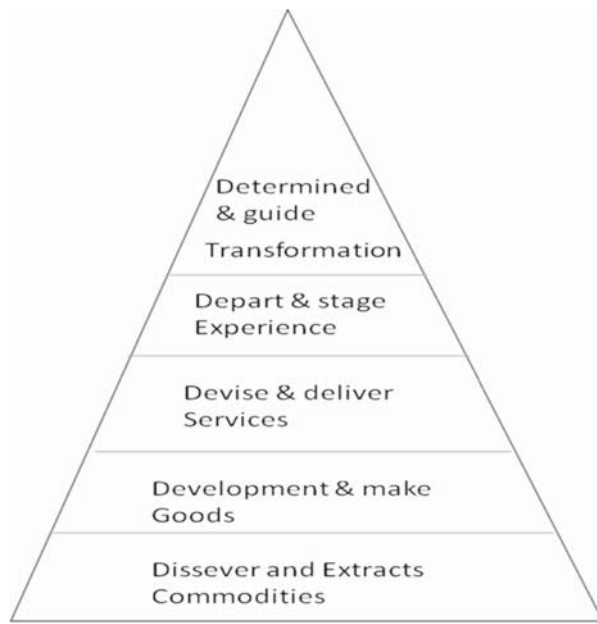 Determined
& guide
Transformation
Depart & stage
Experience
Devise & deliver
Services
Development & make
Goods
Dissever and Extracts
Commodities